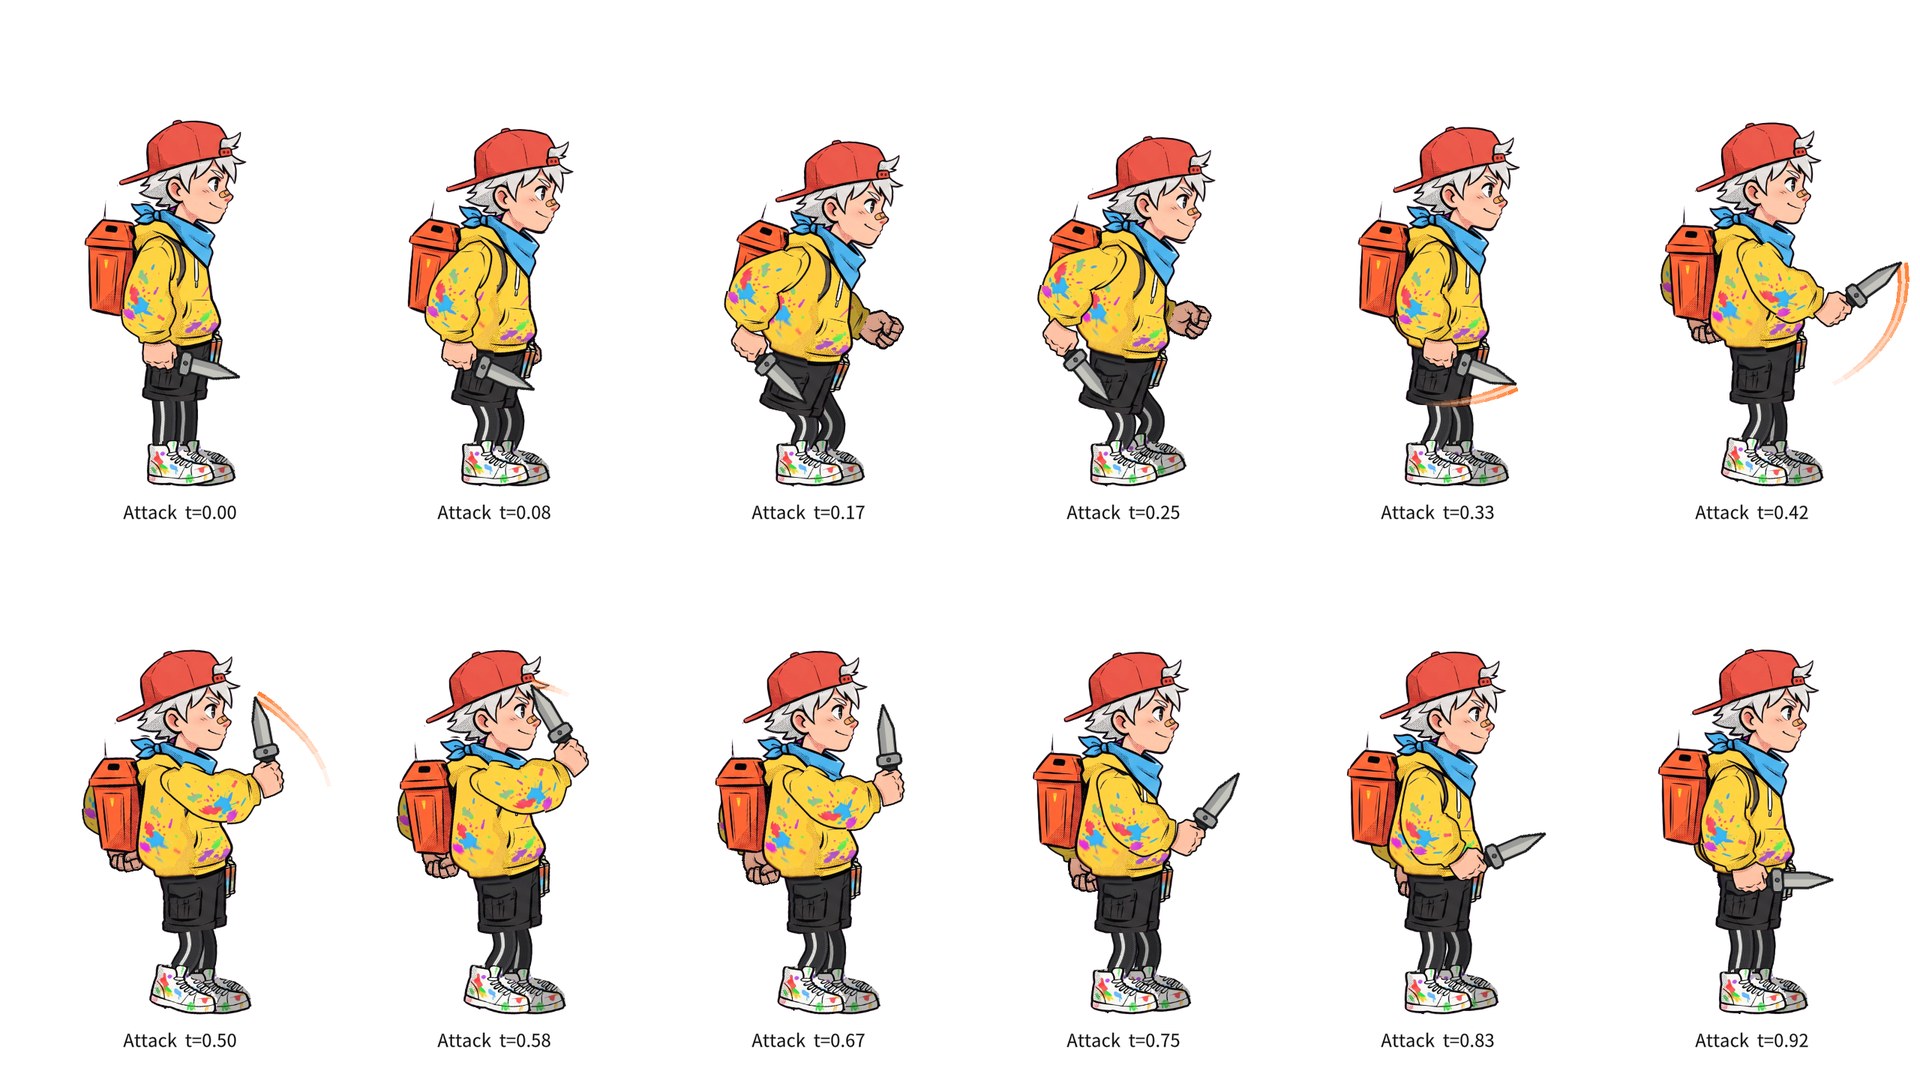 Attack t=0.00
Attack t=0.08
Attack t=0.17
Attack t=0.25
Attack t=0.33
Attack t=0.42
Attack t=0.50
Attack t=0.58
Attack t=0.67
Attack t=0.75
Attack t=0.83
Attack t=0.92